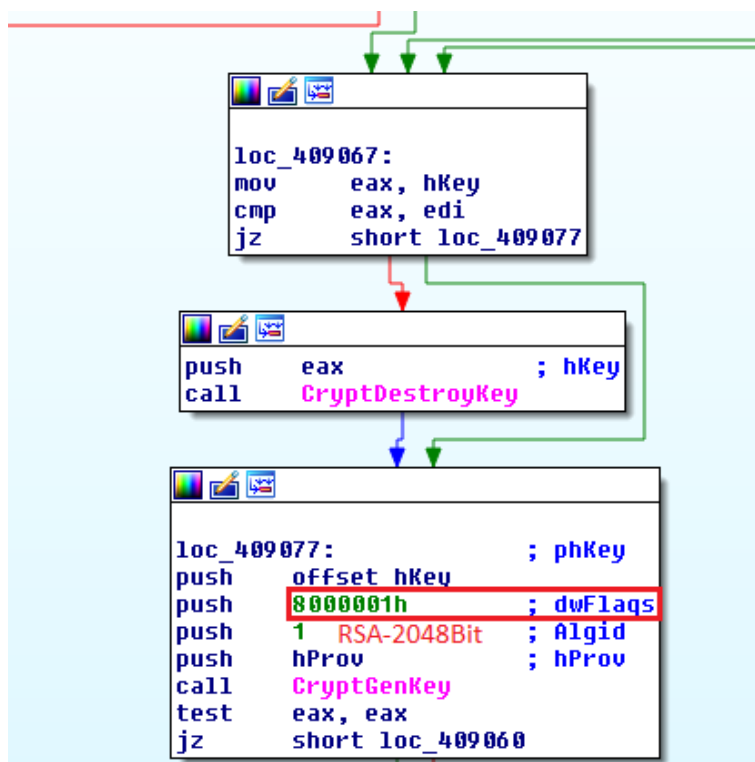 loc_409067:
mov eax, hKey
cmp eax, edi
jz short loc_409077
push eax ; hKey
call CryptDestroyKey
loc_409077: ; phKey
push offset hKey
push 8000001h ; dwFlags
push 1 RSA-2048Bit ; Algid
push hProv ; hProv
call CryptGenKey
test eax, eax
jz short loc_409060